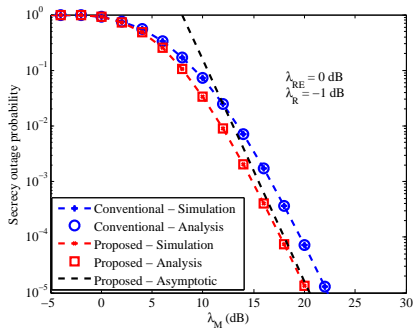 10^0
10^-1
10^-2
10^-3
10^-4
10^-5
Secrecy outage probability
λ_RE = 0 dB
λ_R = −1 dB
Conventional – Simulation
Conventional – Analysis
Proposed – Simulation
Proposed – Analysis
Proposed – Asymptotic
−5 0 5 10 15 20 25 30
λ_M (dB)